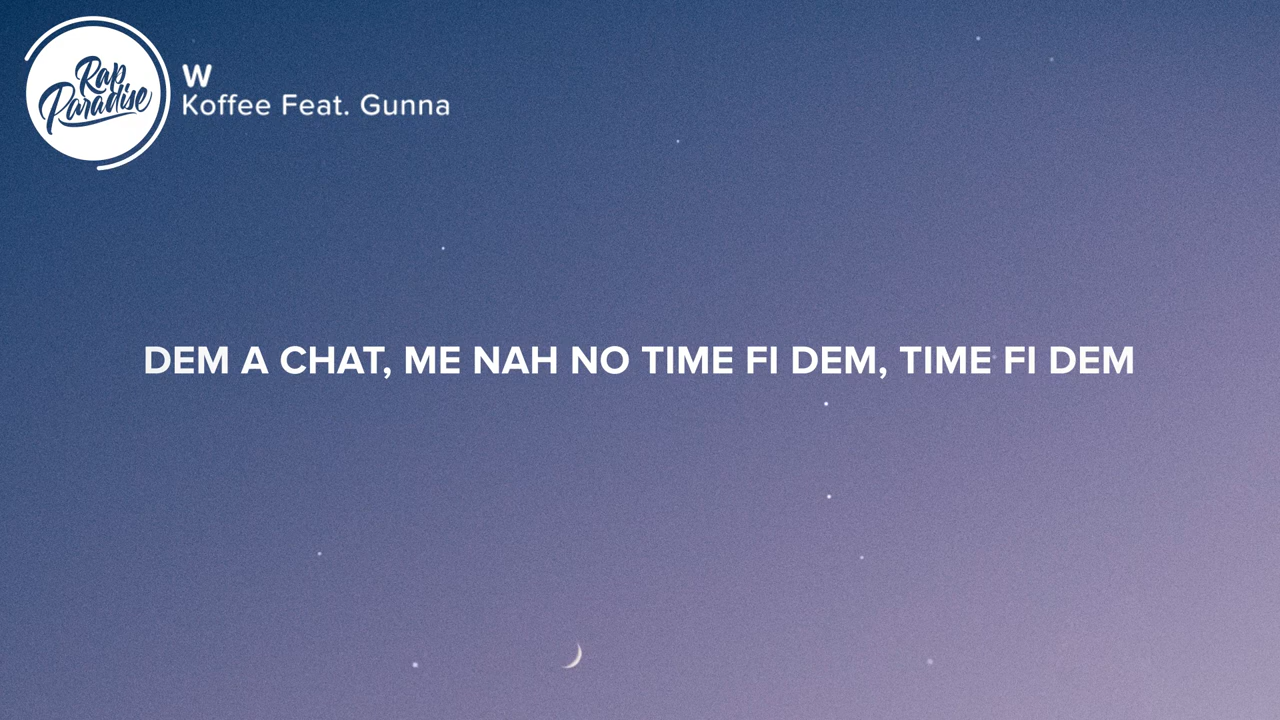 Rap
Paradise
W
Koffee Feat. Gunna
DEM A CHAT, ME NAH NO TIME FI DEM, TIME FI DEM